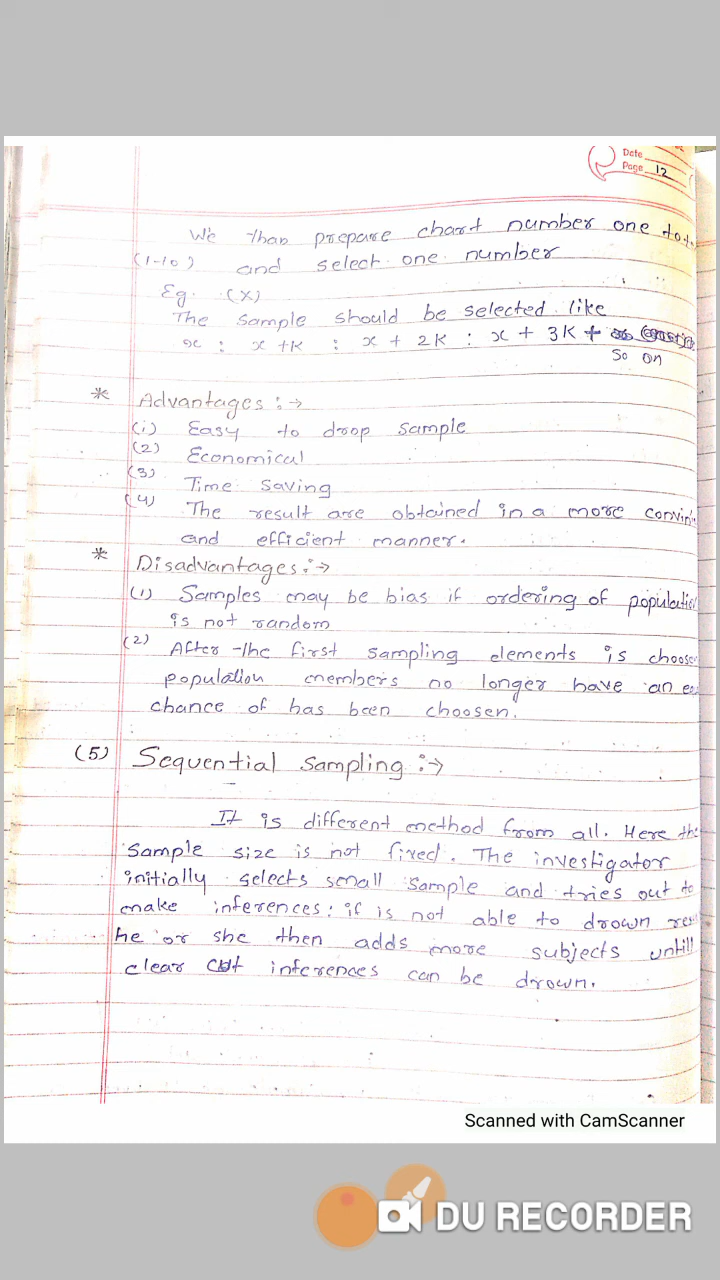 Date
Page 12
We than prepare chart number one to
(1-10) and select one number
Eg. (x)
The sample should be selected like
x : x + K : x + 2K : x + 3K +
so on
* Advantages :→
(i) Easy to drop sample
(2) Economical
(3) Time saving
(4) The result are obtained in a more
and efficient manner.
* Disadvantages :→
(1) Samples may be bias if ordering of population
is not random
(2) After the first sampling elements is choosen
population members no longer have an
chance of has been choosen.
(5) Sequential Sampling :→
It is different method from all. Here the
sample size is not fixed. The investigator
initially selects small sample and tries out to
make inferences : if is not able to drown
he or she then adds more subjects untill
clear cut inferences can be drown.
Scanned with CamScanner
DU RECORDER